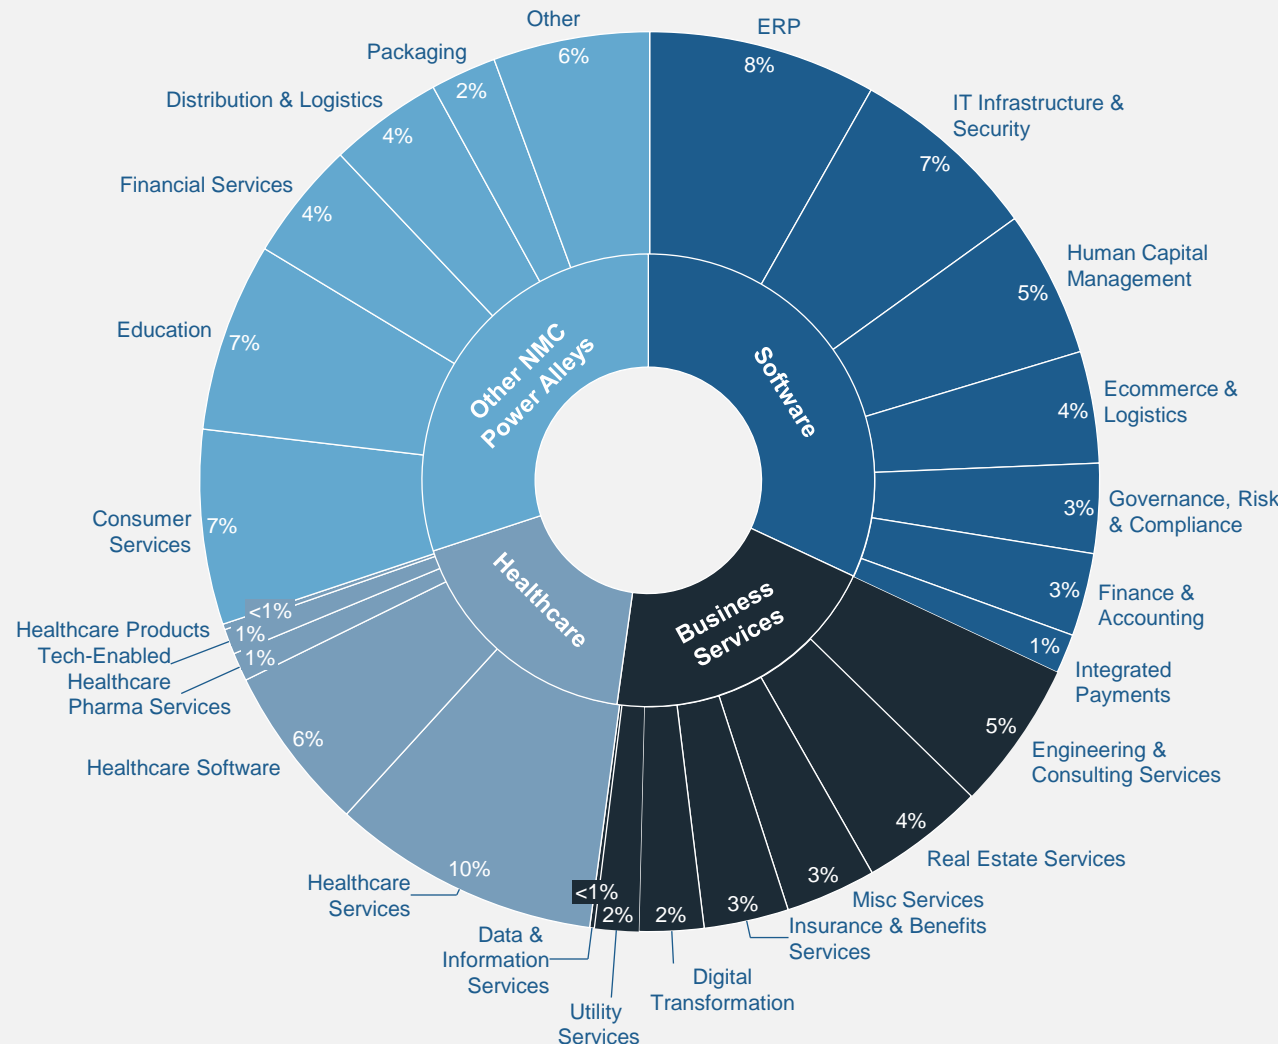 Other
6%
Packaging
2%
Distribution & Logistics
4%
Financial Services
4%
Education
7%
Consumer
Services
7%
ERP
8%
IT Infrastructure &
Security
7%
Human Capital
Management
5%
Ecommerce &
Logistics
4%
Governance, Risk
& Compliance
3%
Finance &
Accounting
3%
Integrated
Payments
1%
Engineering &
Consulting Services
5%
Real Estate Services
4%
Misc Services
3%
Insurance & Benefits
Services
3%
Digital
Transformation
2%
Utility
Services
2%
Data &
Information
Services
<1%
Healthcare
Services
10%
Healthcare Software
6%
Pharma Services
1%
Tech-Enabled
Healthcare
1%
Healthcare Products
<1%
Other NMC
Power Alleys
Software
Healthcare
Business
Services